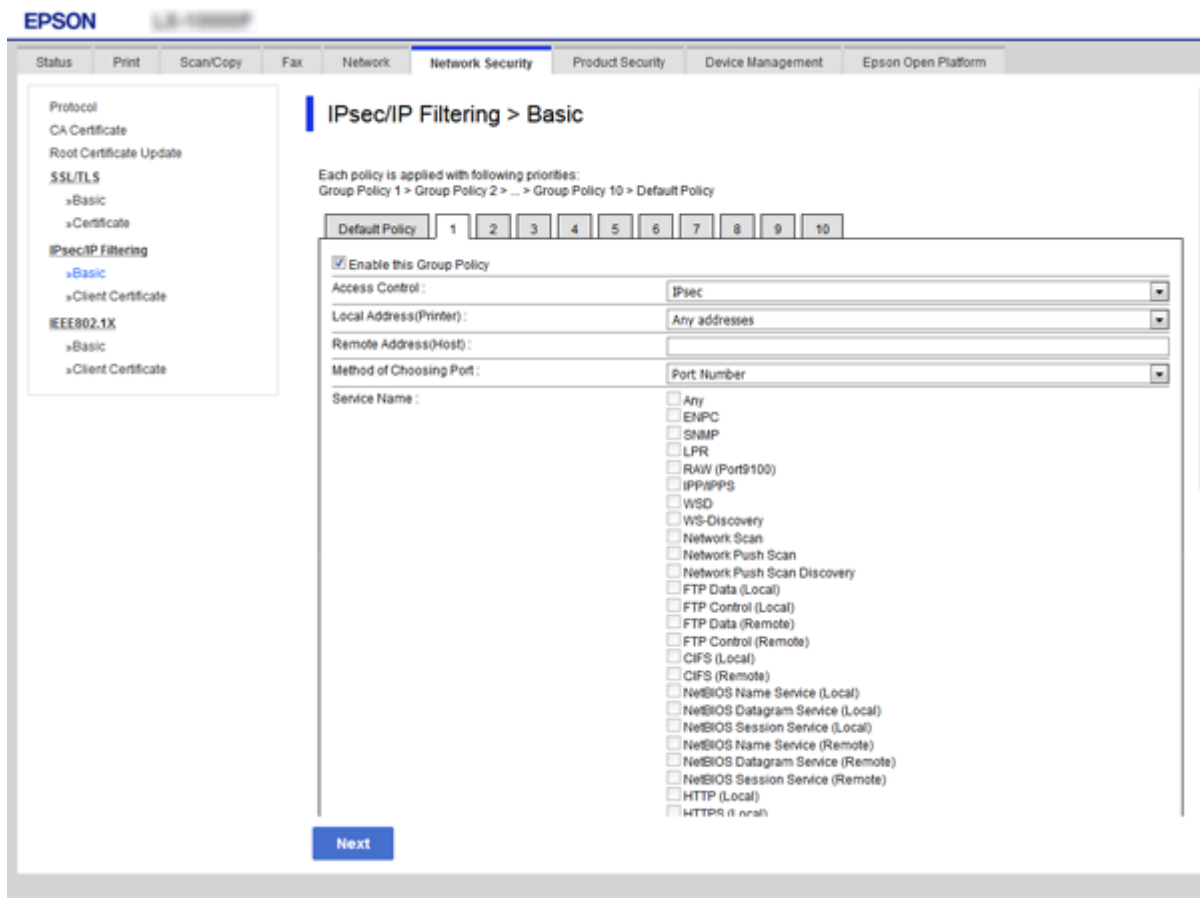 EPSON
Status Print Scan/Copy Fax Network Network Security Product Security Device Management Epson Open Platform
Protocol
CA Certificate
Root Certificate Update
SSL/TLS
»Basic
»Certificate
IPsec/IP Filtering
»Basic
»Client Certificate
IEEE802.1X
»Basic
»Client Certificate
IPsec/IP Filtering > Basic
Each policy is applied with following priorities:
Group Policy 1 > Group Policy 2 > ... > Group Policy 10 > Default Policy
Default Policy 1 2 3 4 5 6 7 8 9 10
Enable this Group Policy
Access Control : IPsec
Local Address(Printer) : Any addresses
Remote Address(Host) :
Method of Choosing Port : Port Number
Service Name : Any
ENPC
SNMP
LPR
RAW (Port9100)
IPP/IPPS
WSD
WS-Discovery
Network Scan
Network Push Scan
Network Push Scan Discovery
FTP Data (Local)
FTP Control (Local)
FTP Data (Remote)
FTP Control (Remote)
CIFS (Local)
CIFS (Remote)
NetBIOS Name Service (Local)
NetBIOS Datagram Service (Local)
NetBIOS Session Service (Local)
NetBIOS Name Service (Remote)
NetBIOS Datagram Service (Remote)
NetBIOS Session Service (Remote)
HTTP (Local)
HTTPS (Local)
Next